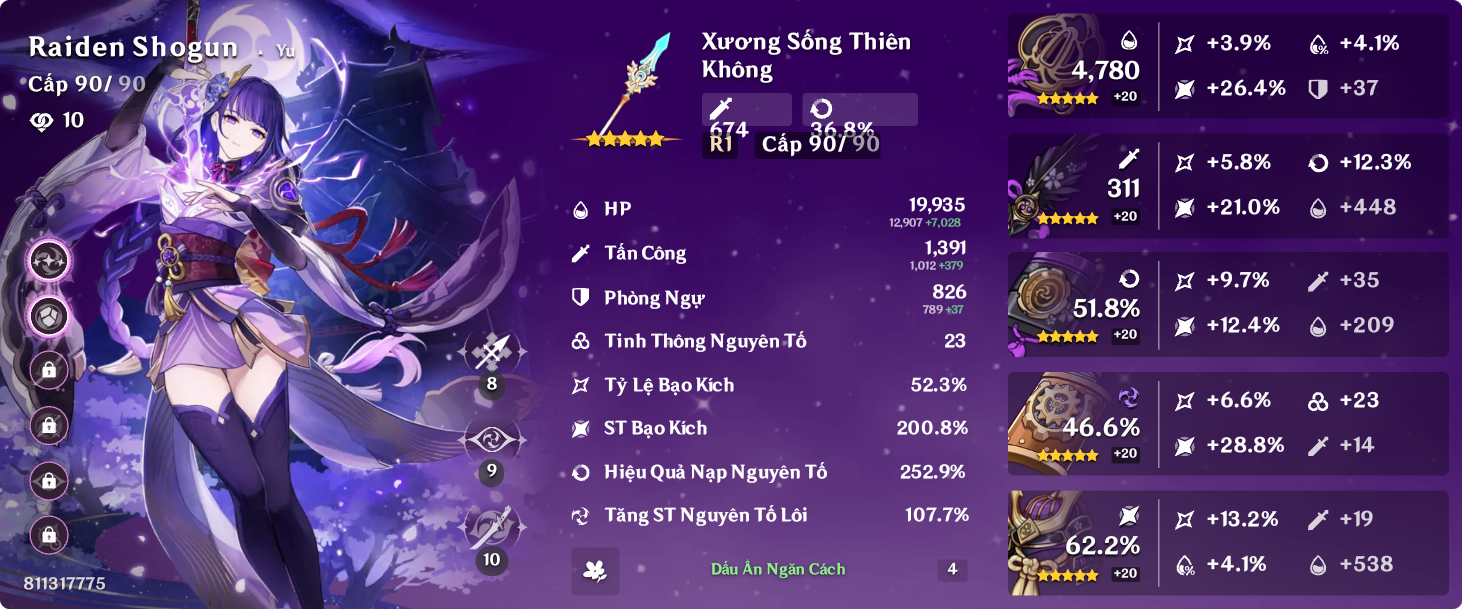 Raiden Shogun · Yu
Cấp 90/ 90
10
8
9
10
811317775
Xương Sống Thiên
Không
674 36.8%
R1 Cấp 90/ 90
HP 19,935
12,907 +7,028
Tấn Công 1,391
1,012 +379
Phòng Ngự 826
789 +37
Tinh Thông Nguyên Tố 23
Tỷ Lệ Bạo Kích 52.3%
ST Bạo Kích 200.8%
Hiệu Quả Nạp Nguyên Tố 252.9%
Tăng ST Nguyên Tố Lôi 107.7%
Dấu Ấn Ngăn Cách 4
4,780
+20
+3.9% +4.1%
+26.4% +37
311
+20
+5.8% +12.3%
+21.0% +448
51.8%
+20
+9.7% +35
+12.4% +209
46.6%
+20
+6.6% +23
+28.8% +14
62.2%
+20
+13.2% +19
+4.1% +538